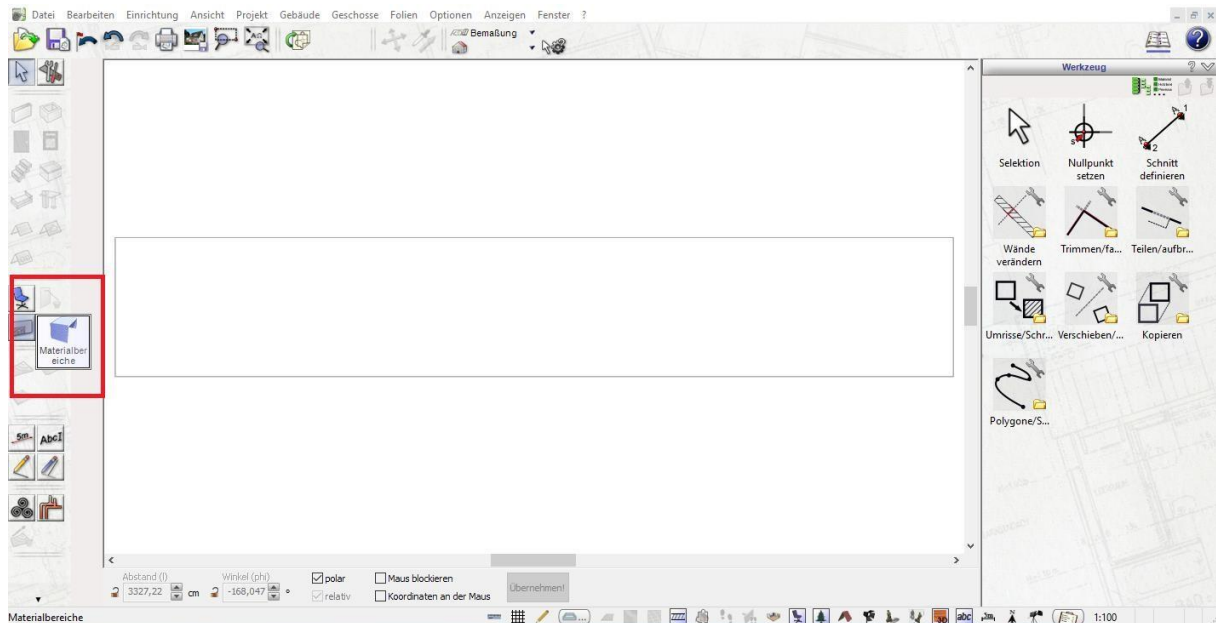 Datei Bearbeiten Einrichtung Ansicht Projekt Gebäude Geschosse Folien Optionen Anzeigen Fenster ?
Bemaßung
Werkzeug
Selektion
Nullpunkt
setzen
Schnitt
definieren
Wände
verändern
Trimmen/fa...
Teilen/aufbr...
Umrisse/Schr...
Verschieben/...
Kopieren
Polygone/S...
Materialber
eiche
5m
AbcI
Abstand (l)
3327,22 cm
Winkel (phi)
-168,047 °
polar
relativ
Maus blockieren
Koordinaten an der Maus
Übernehmen!
Materialbereiche
abc
1:100